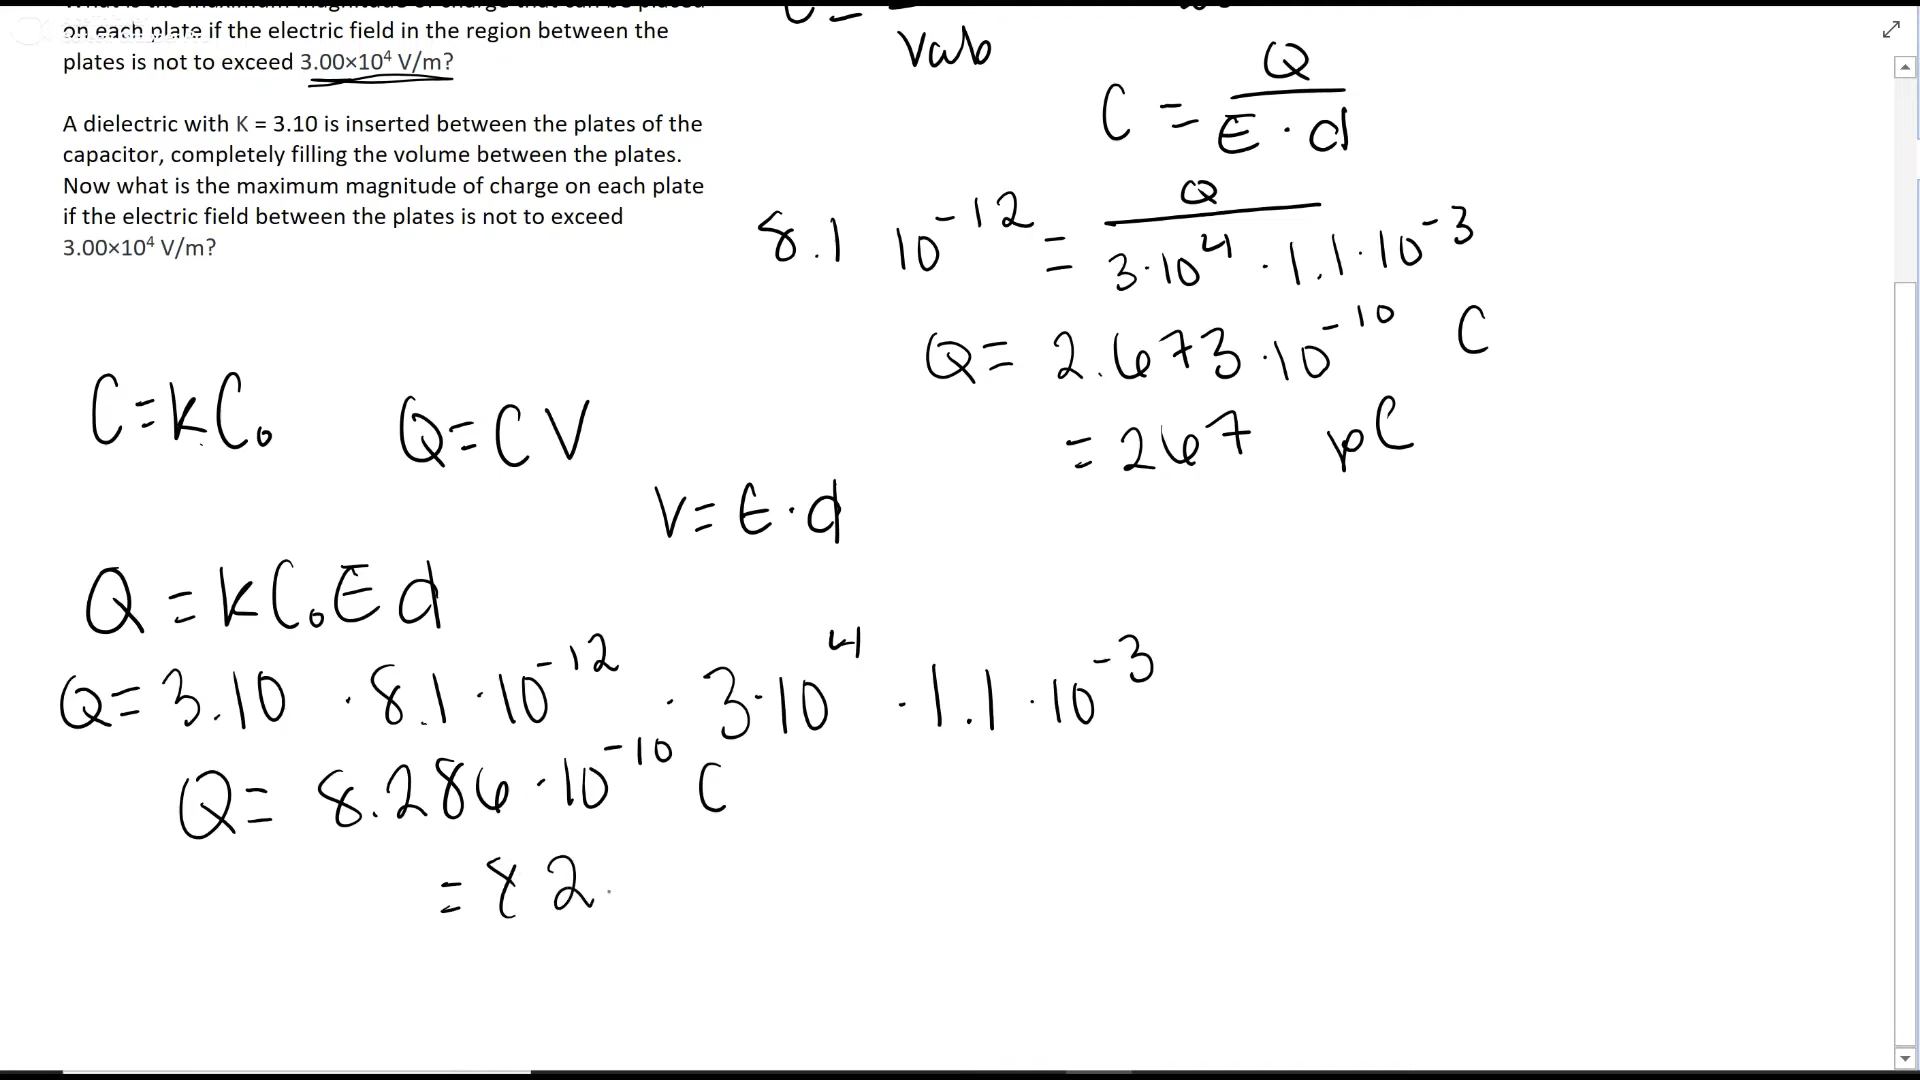 on each plate if the electric field in the region between the
plates is not to exceed 3.00×10⁴ V/m?
A dielectric with K = 3.10 is inserted between the plates of the
capacitor, completely filling the volume between the plates.
Now what is the maximum magnitude of charge on each plate
if the electric field between the plates is not to exceed
3.00×10⁴ V/m?
Vab
C = Q / E · d
8.1 10⁻¹² = Q / 3·10⁴ · 1.1·10⁻³
Q = 2.673·10⁻¹⁰ C
= 267 pC
C=kC₀
Q=CV
V= E·d
Q = kC₀Ed
Q= 3.10 · 8.1·10⁻¹² · 3·10⁴ · 1.1·10⁻³
Q= 8.286·10⁻¹⁰ C
= 82